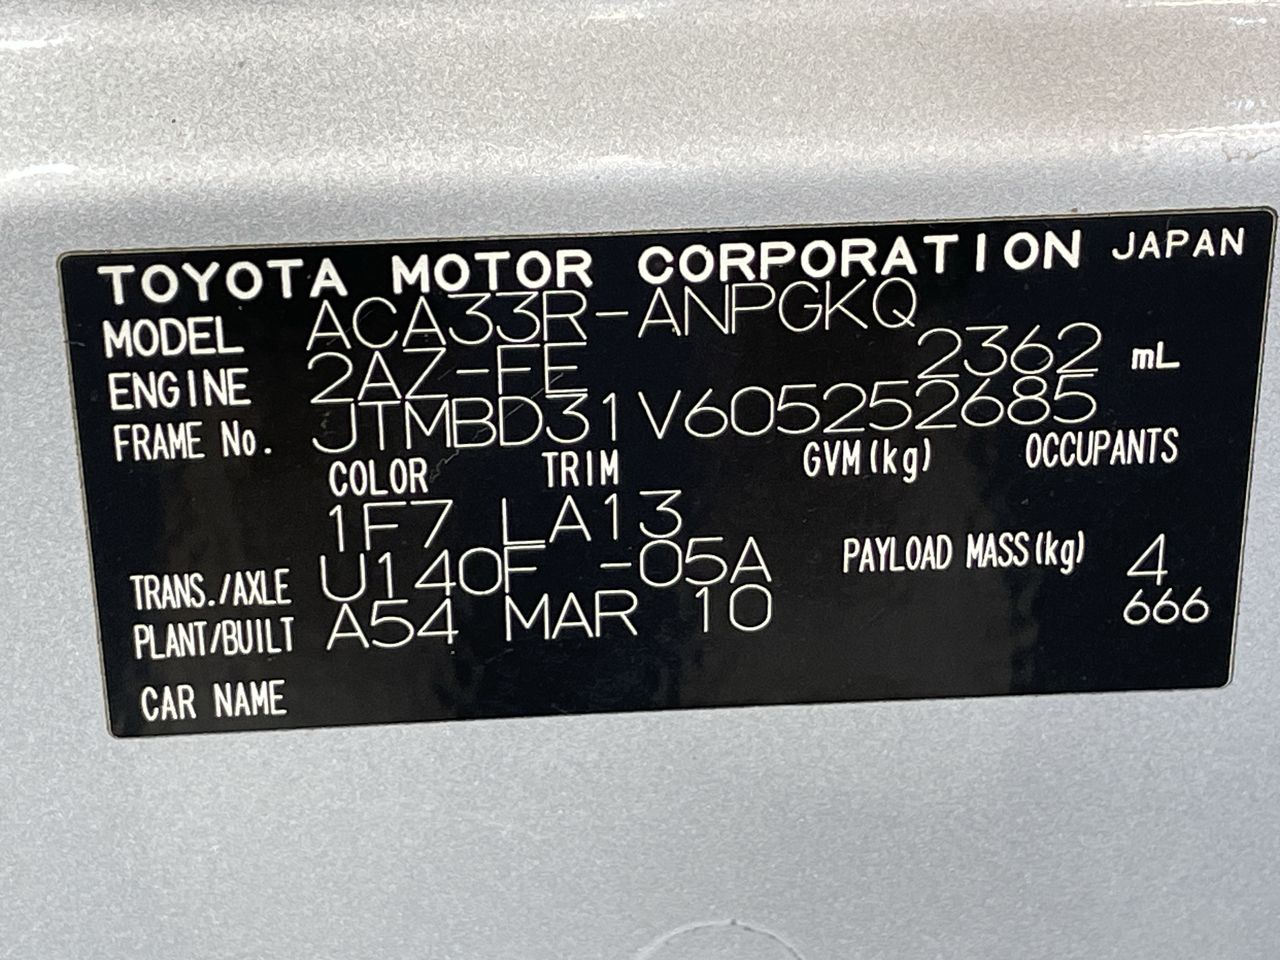 TOYOTA MOTOR CORPORATION JAPAN
MODEL ACA33R-ANPGKQ
ENGINE 2AZ-FE 2362 mL
FRAME No. JTMBD31V605252685
COLOR TRIM GVM(kg) OCCUPANTS
1F7 LA13
TRANS./AXLE U140F -05A PAYLOAD MASS(kg) 4
PLANT/BUILT A54 MAR 10 666
CAR NAME